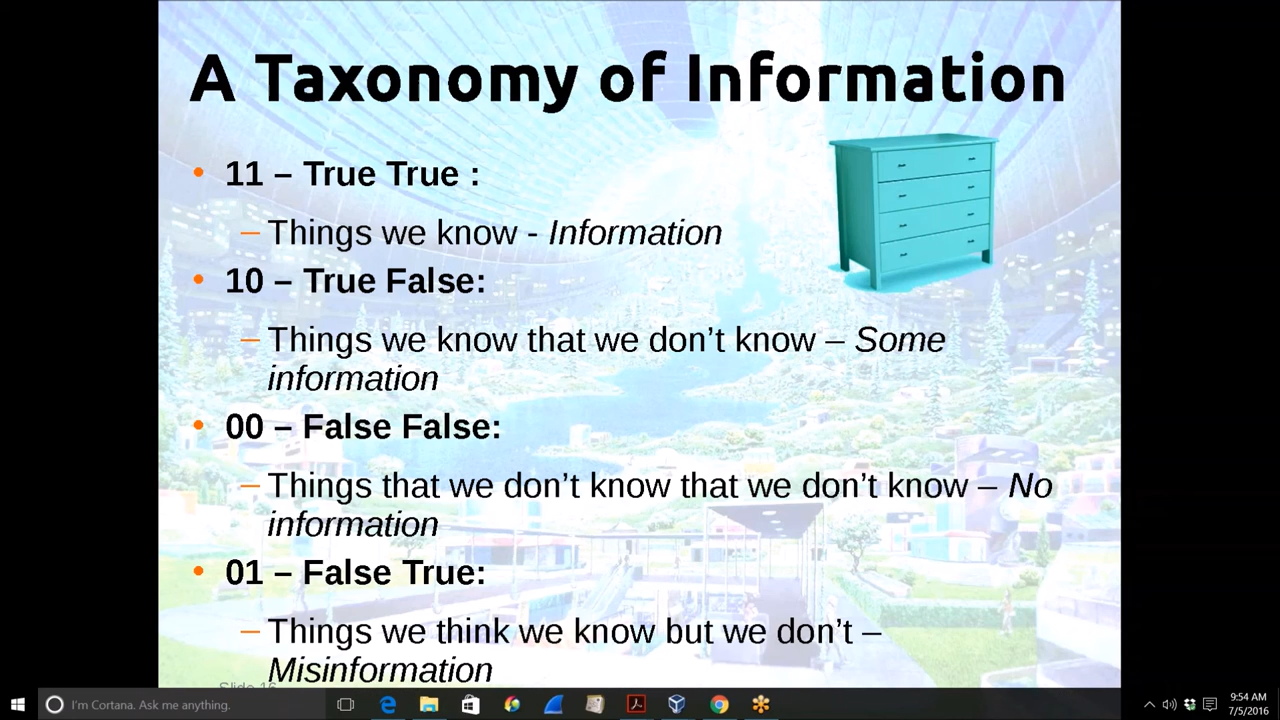 A Taxonomy of Information
• 11 – True True :
– Things we know - Information
• 10 – True False:
– Things we know that we don’t know – Some
information
• 00 – False False:
– Things that we don’t know that we don’t know – No
information
• 01 – False True:
– Things we think we know but we don’t –
Misinformation
Slide 16
I'm Cortana. Ask me anything.
9:54 AM
7/5/2016